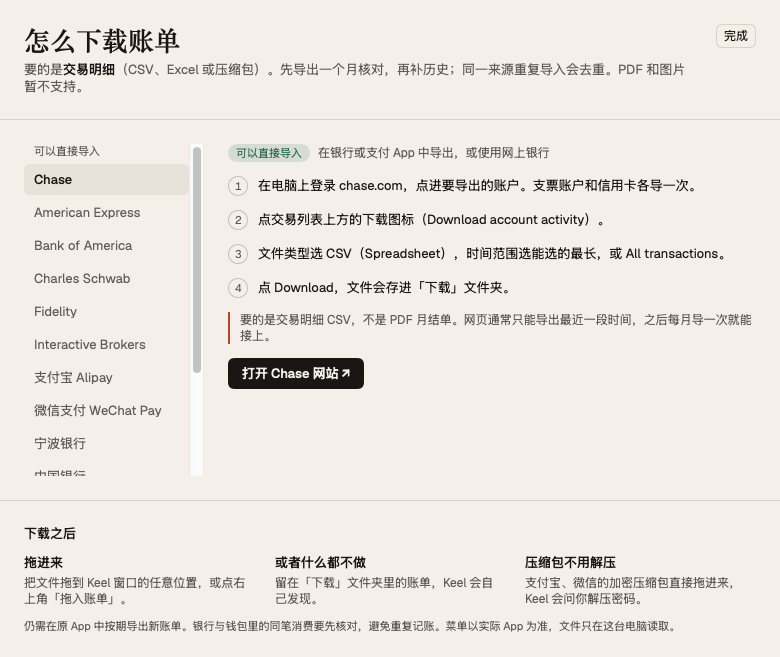 怎么下载账单
完成
要的是交易明细（CSV、Excel 或压缩包）。先导出一个月核对，再补历史；同一来源重复导入会去重。PDF 和图片
暂不支持。
可以直接导入
Chase
American Express
Bank of America
Charles Schwab
Fidelity
Interactive Brokers
支付宝 Alipay
微信支付 WeChat Pay
宁波银行
中国银行
可以直接导入 在银行或支付 App 中导出，或使用网上银行
1 在电脑上登录 chase.com，点进要导出的账户。支票账户和信用卡各导一次。
2 点交易列表上方的下载图标（Download account activity）。
3 文件类型选 CSV（Spreadsheet），时间范围选能选的最长，或 All transactions。
4 点 Download，文件会存进「下载」文件夹。
要的是交易明细 CSV，不是 PDF 月结单。网页通常只能导出最近一段时间，之后每月导一次就能
接上。
打开 Chase 网站 ↗
下载之后
拖进来
把文件拖到 Keel 窗口的任意位置，或点右
上角「拖入账单」。
或者什么都不做
留在「下载」文件夹里的账单，Keel 会自
己发现。
压缩包不用解压
支付宝、微信的加密压缩包直接拖进来，
Keel 会问你解压密码。
仍需在原 App 中按期导出新账单。银行与钱包里的同笔消费要先核对，避免重复记账。菜单以实际 App 为准，文件只在这台电脑读取。